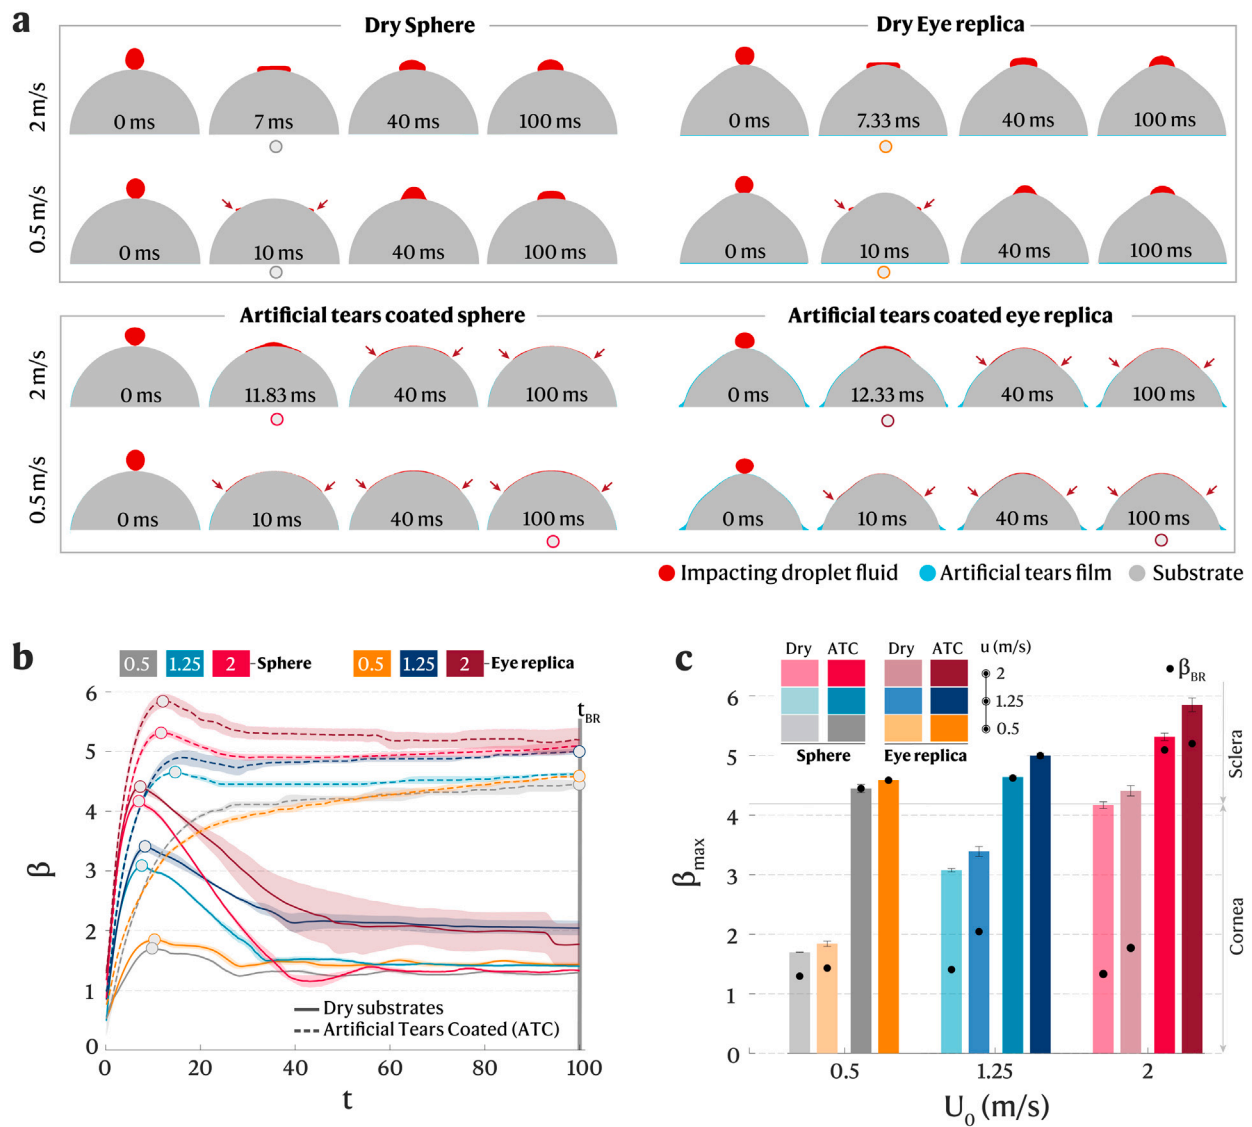 a
Dry Sphere
Dry Eye replica
2 m/s
0 ms
7 ms
40 ms
100 ms
0 ms
7.33 ms
40 ms
100 ms
0.5 m/s
0 ms
10 ms
40 ms
100 ms
0 ms
10 ms
40 ms
100 ms
Artificial tears coated sphere
Artificial tears coated eye replica
2 m/s
0 ms
11.83 ms
40 ms
100 ms
0 ms
12.33 ms
40 ms
100 ms
0.5 m/s
0 ms
10 ms
40 ms
100 ms
0 ms
10 ms
40 ms
100 ms
Impacting droplet fluid
Artificial tears film
Substrate
b
0.5 1.25 2 Sphere
0.5 1.25 2 Eye replica
β
6
5
4
3
2
1
0
t_BR
Dry substrates
Artificial Tears Coated (ATC)
0 20 40 60 80 100
t
c
Dry ATC Dry ATC u (m/s)
2
1.25
0.5
Sphere Eye replica
β_BR
β_max
6
5
4
3
2
1
0
Sclera
Cornea
0.5 1.25 2
U_0 (m/s)